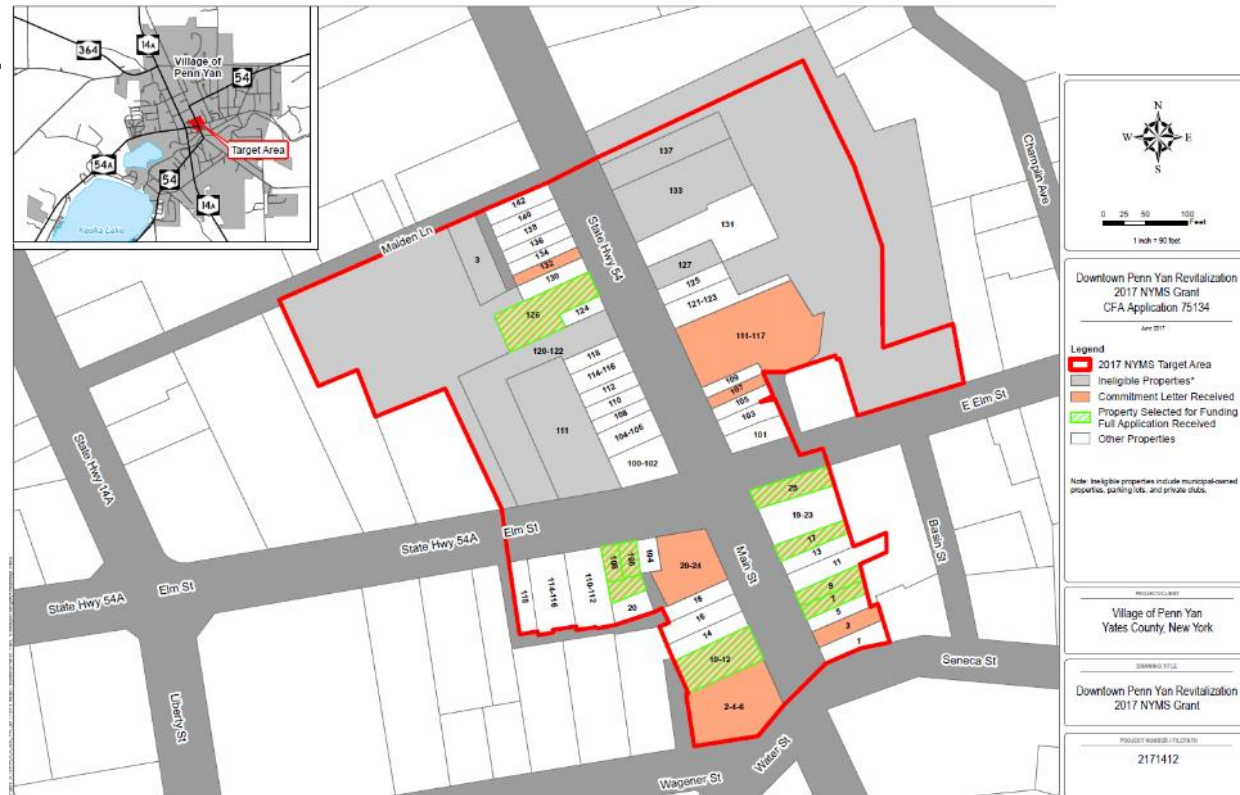 364
14A
Village of
Penn Yan
54
Target Area
54A
54
14A
Keuka Lake
Maiden Ln
State Hwy 54
Champlin Ave
137
133
131
127
125
121-123
111-117
109
107
105
103
101
142
140
138
136
134
132
130
3
126
124
120-122
118
114-116
112
110
108
104-106
100-102
111
E Elm St
State Hwy 14A
State Hwy 54A
Elm St
State Hwy 54A
Elm St
Liberty St
118
114-116
110-112
108
106
104
20
20-24
18
16
14
10-12
2-4-6
Main St
25
19-23
17
13
11
9
7
5
3
1
Basin St
Seneca St
Water St
Wagener St
N
W
E
S
0 25 50 100
Feet
1 inch = 90 feet
Downtown Penn Yan Revitalization
2017 NYMS Grant
CFA Application 75134
June 2017
Legend
2017 NYMS Target Area
Ineligible Properties*
Commitment Letter Received
Property Selected for Funding
Full Application Received
Other Properties
Note: Ineligible properties include municipal-owned
properties, parking lots, and private clubs.
PROJECT/CLIENT
Village of Penn Yan
Yates County, New York
DRAWING TITLE
Downtown Penn Yan Revitalization
2017 NYMS Grant
PROJECT NUMBER / FILEPATH
2171412